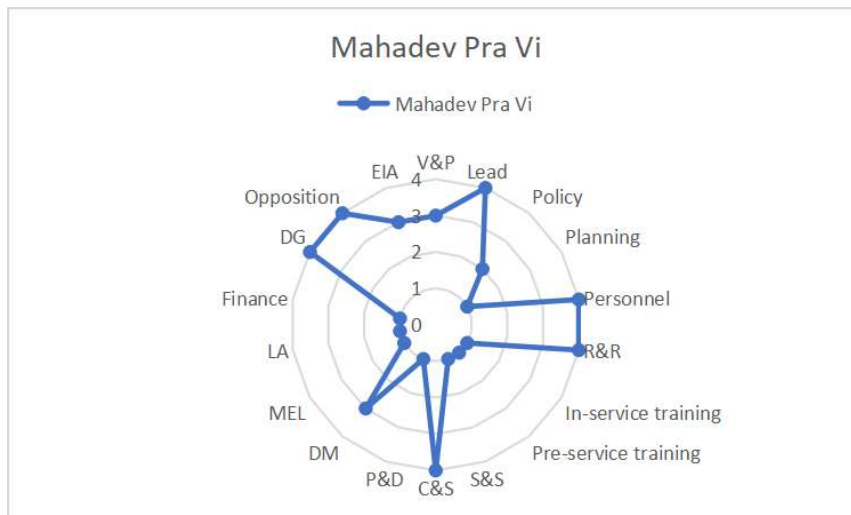 Mahadev Pra Vi
Mahadev Pra Vi
V&P
Lead
Policy
Planning
Personnel
R&R
In-service training
Pre-service training
S&S
C&S
P&D
DM
MEL
LA
Finance
DG
Opposition
EIA
4
3
2
1
0